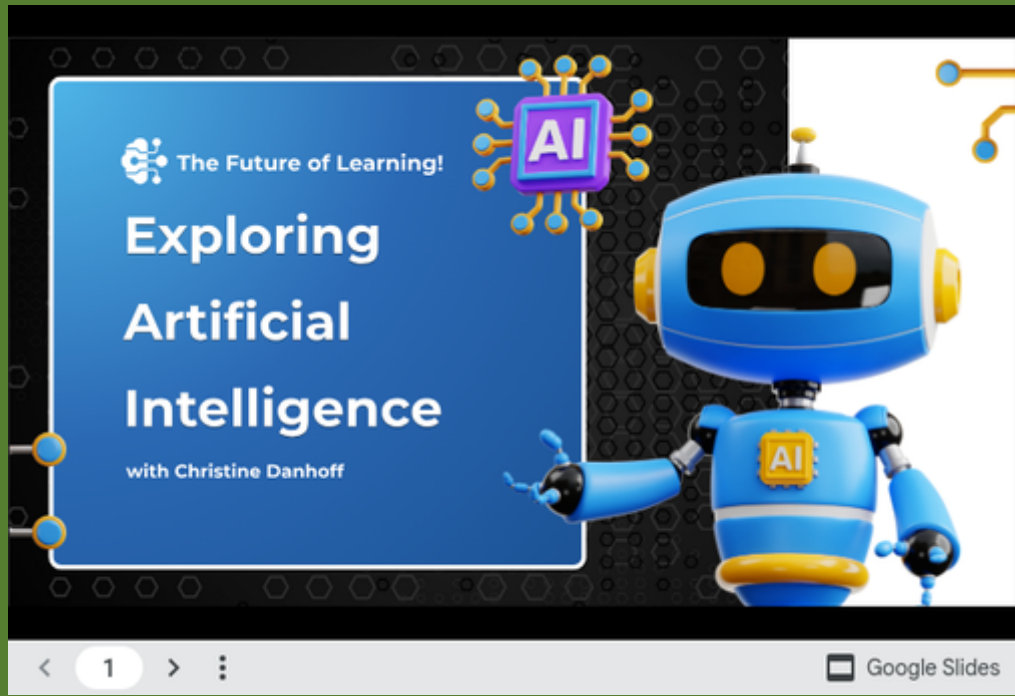 The Future of Learning!
AI
Exploring
Artificial
Intelligence
with Christine Danhoff
AI
1
Google Slides